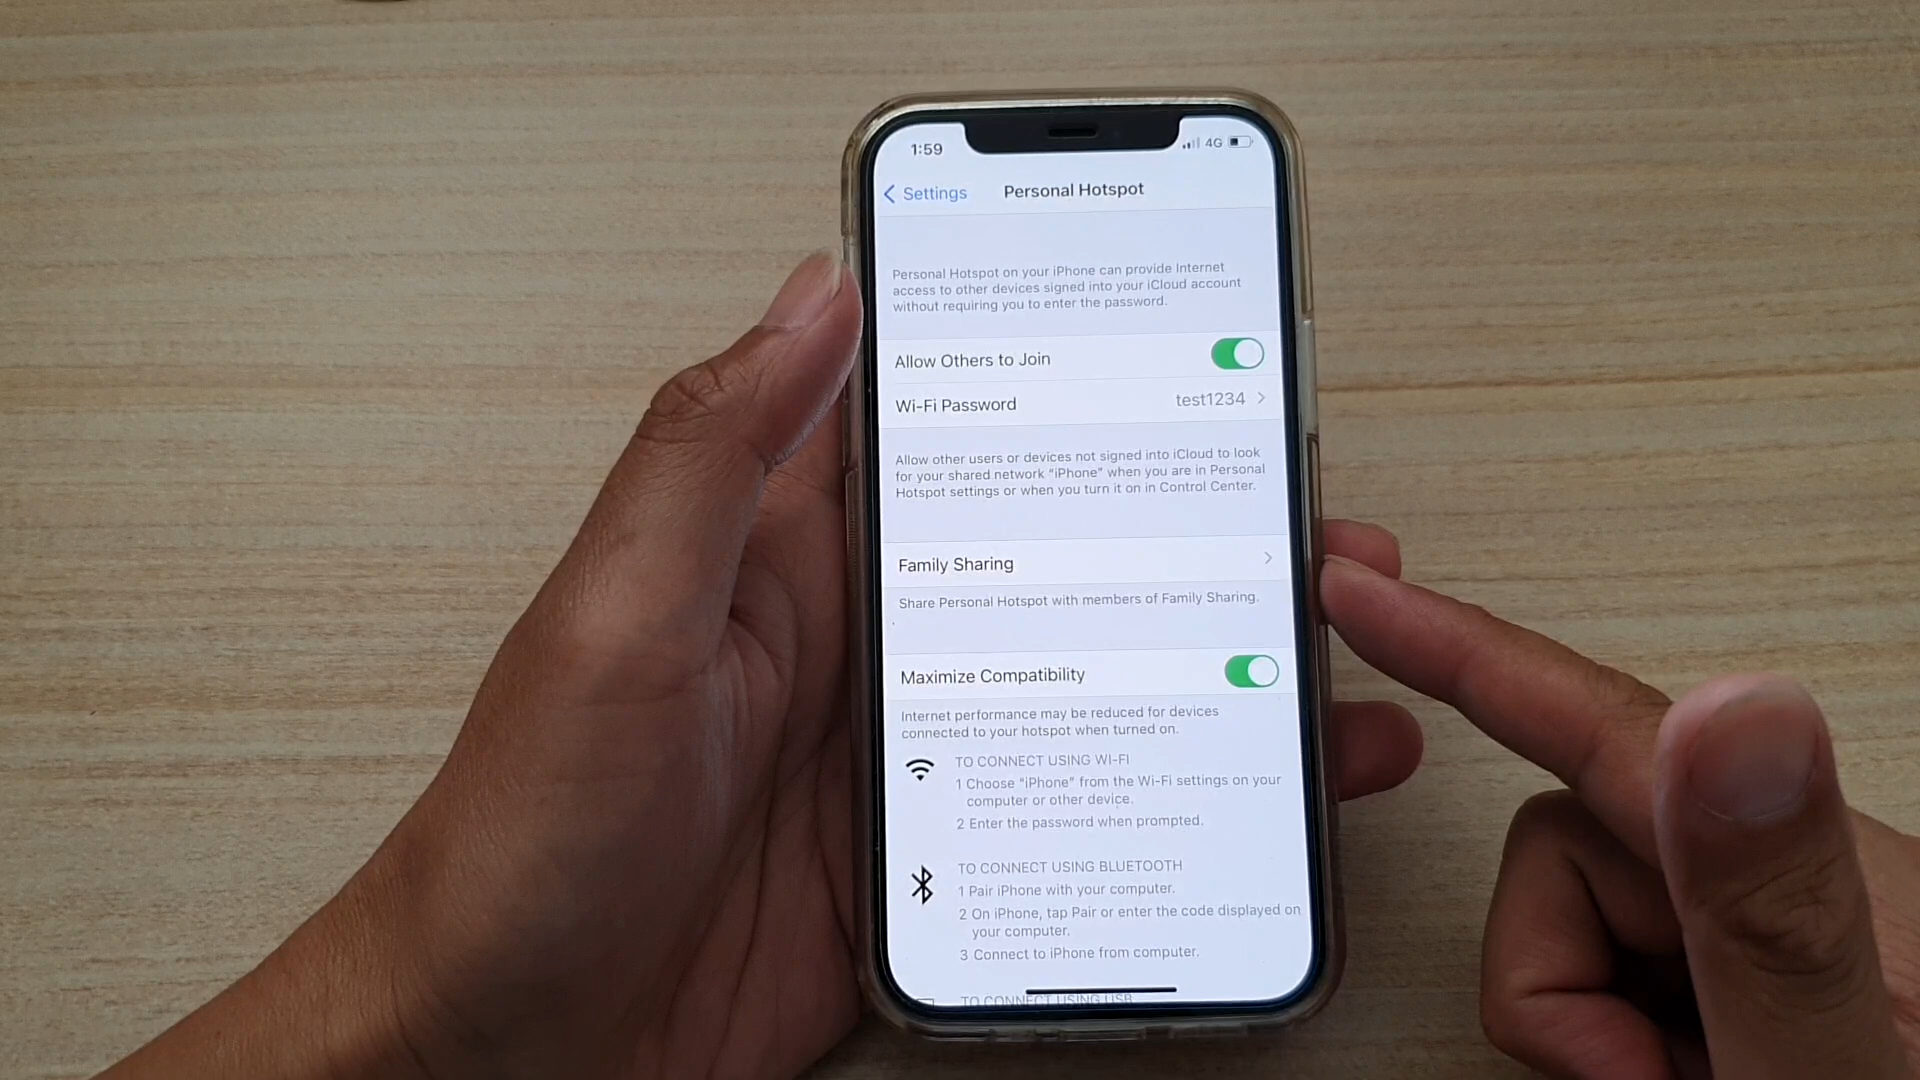 1:59
4G
Settings
Personal Hotspot
Personal Hotspot on your iPhone can provide Internet
access to other devices signed into your iCloud account
without requiring you to enter the password.
Allow Others to Join
Wi-Fi Password
test1234
Allow other users or devices not signed into iCloud to look
for your shared network “iPhone” when you are in Personal
Hotspot settings or when you turn it on in Control Center.
Family Sharing
Share Personal Hotspot with members of Family Sharing.
Maximize Compatibility
Internet performance may be reduced for devices
connected to your hotspot when turned on.
TO CONNECT USING WI-FI
1 Choose “iPhone” from the Wi-Fi settings on your
computer or other device.
2 Enter the password when prompted.
TO CONNECT USING BLUETOOTH
1 Pair iPhone with your computer.
2 On iPhone, tap Pair or enter the code displayed on
your computer.
3 Connect to iPhone from computer.
TO CONNECT USING USB